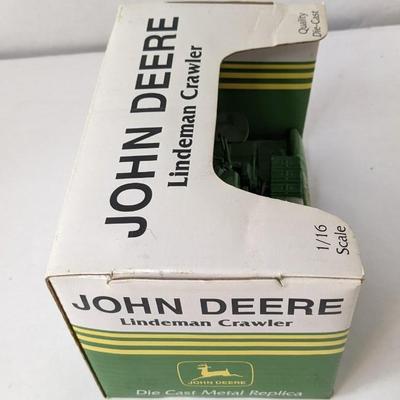 JOHN DEERE
Lindeman Crawler
Quality
Die-Cast
1/16
Scale
JOHN DEERE
Lindeman Crawler
JOHN DEERE
Die Cast Metal Replica